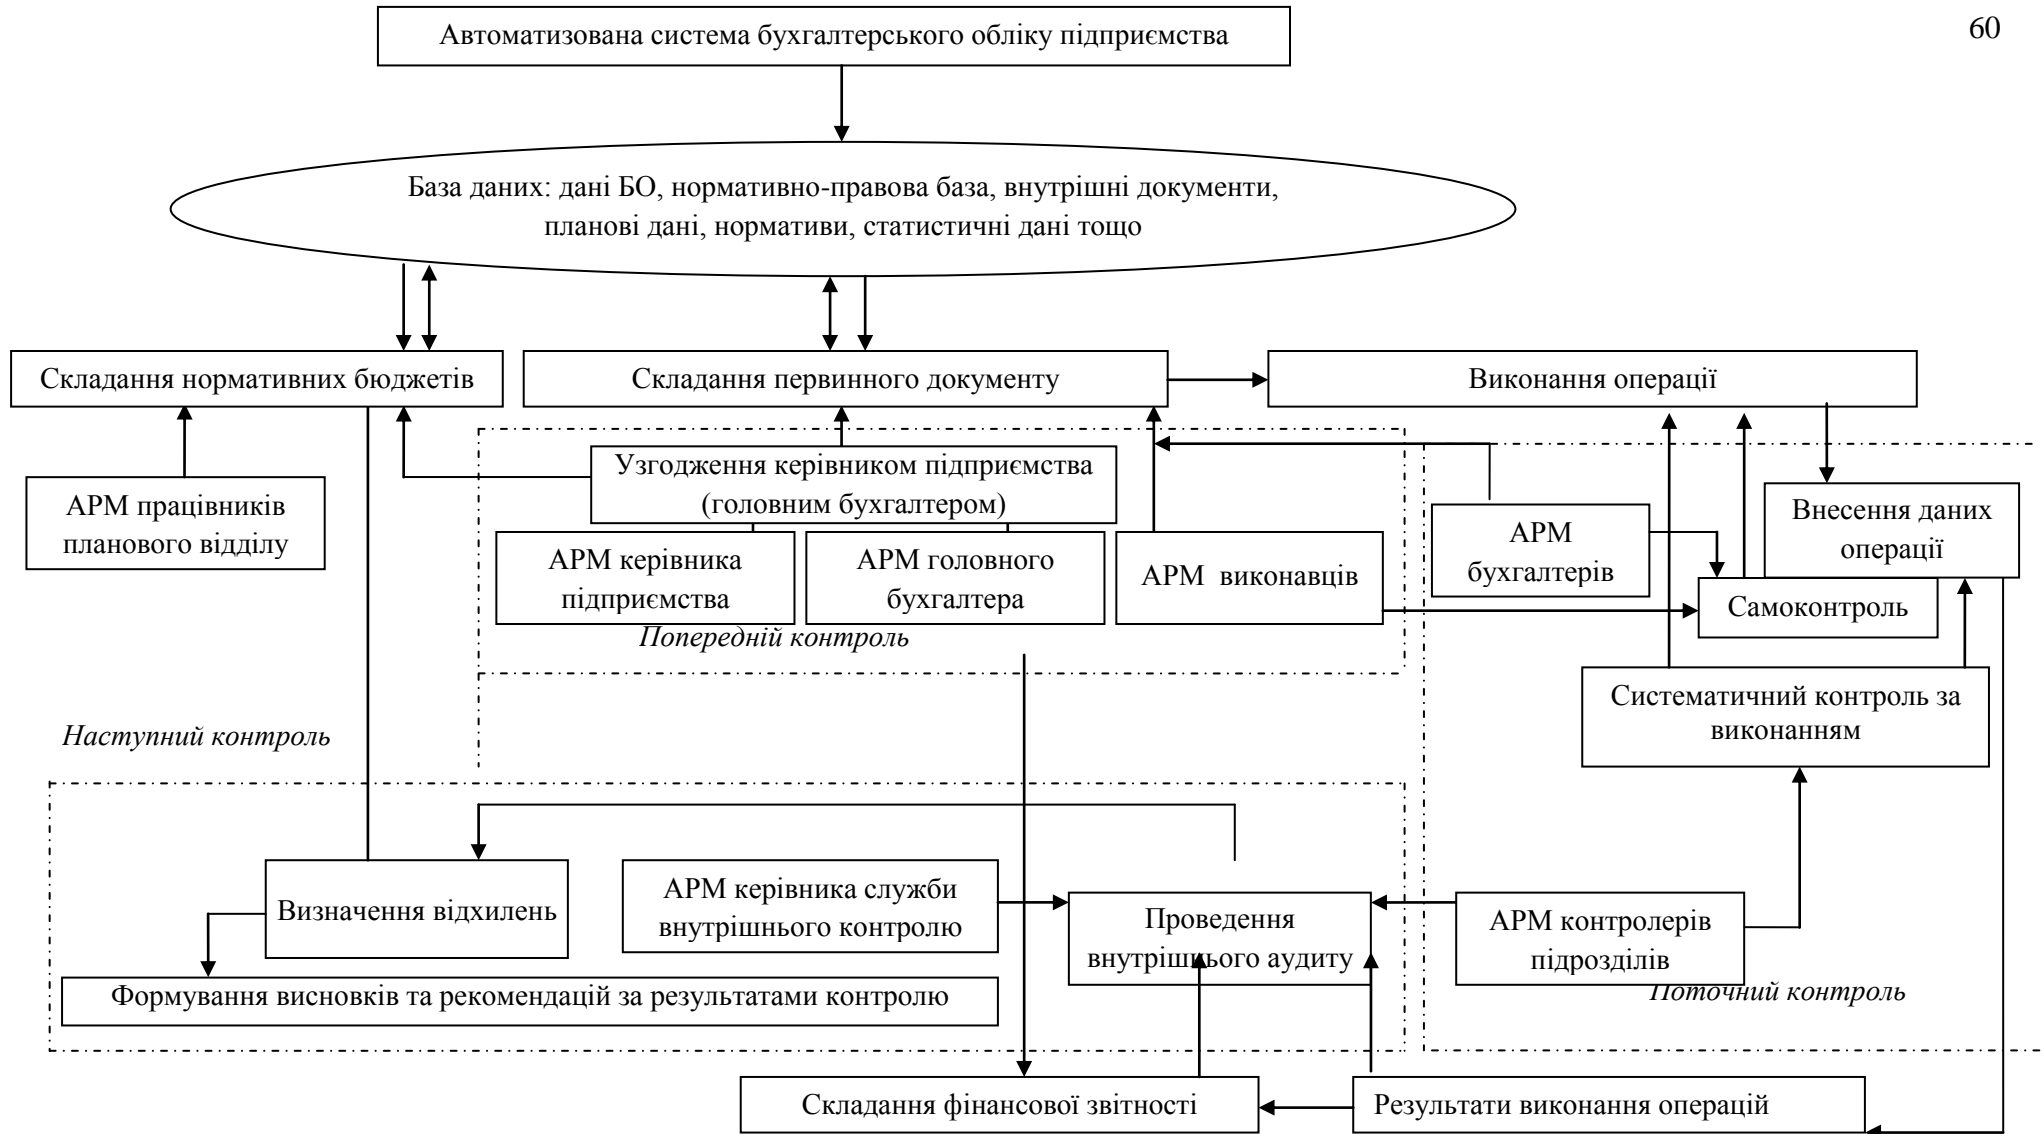 60
Автоматизована система бухгалтерського обліку підприємства
База даних: дані БО, нормативно-правова база, внутрішні документи,
планові дані, нормативи, статистичні дані тощо
Складання нормативних бюджетів
Складання первинного документу
Виконання операції
Узгодження керівником підприємства
(головним бухгалтером)
АРМ працівників
планового відділу
АРМ керівника
підприємства
АРМ головного
бухгалтера
АРМ виконавців
АРМ
бухгалтерів
Внесення даних
операції
Самоконтроль
Попередній контроль
Систематичний контроль за
виконанням
Наступний контроль
Визначення відхилень
АРМ керівника служби
внутрішнього контролю
Проведення
внутрішнього аудиту
АРМ контролерів
підрозділів
Поточний контроль
Формування висновків та рекомендацій за результатами контролю
Складання фінансової звітності
Результати виконання операцій